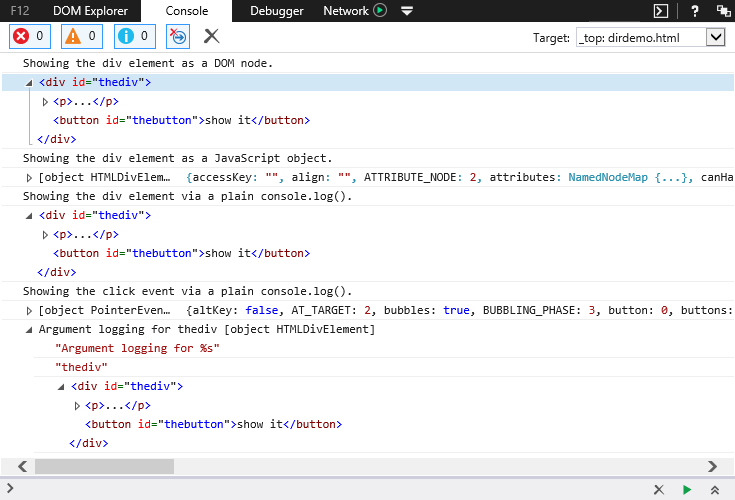 F12 DOM Explorer Console Debugger Network ?
0 0 0 Target: _top: dirdemo.html
Showing the div element as a DOM node.
<div id="thediv">
<p>...</p>
<button id="thebutton">show it</button>
</div>
Showing the div element as a JavaScript object.
[object HTMLDivElem… {accessKey: "", align: "", ATTRIBUTE_NODE: 2, attributes: NamedNodeMap {...}, canHa
Showing the div element via a plain console.log().
<div id="thediv">
<p>...</p>
<button id="thebutton">show it</button>
</div>
Showing the click event via a plain console.log().
[object PointerEven… {altKey: false, AT_TARGET: 2, bubbles: true, BUBBLING_PHASE: 3, button: 0, buttons:
Argument logging for thediv [object HTMLDivElement]
"Argument logging for %s"
"thediv"
<div id="thediv">
<p>...</p>
<button id="thebutton">show it</button>
</div>